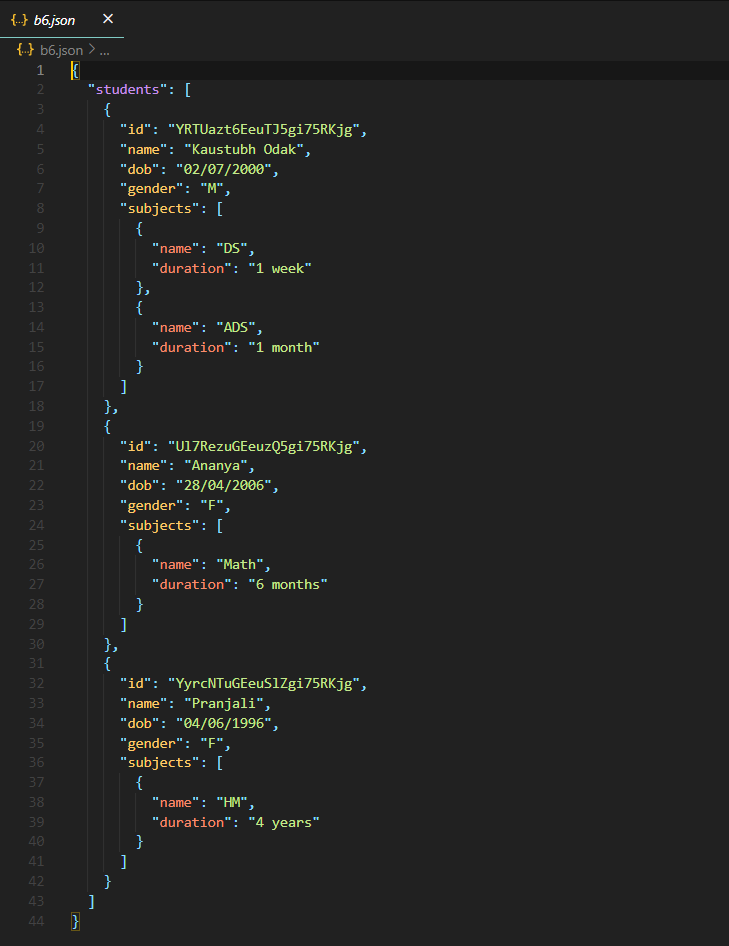 {..} b6.json ×
{..} b6.json > ...
1 {
2   "students": [
3     {
4       "id": "YRTUazt6EeuTJ5gi75RKjg",
5       "name": "Kaustubh Odak",
6       "dob": "02/07/2000",
7       "gender": "M",
8       "subjects": [
9         {
10           "name": "DS",
11           "duration": "1 week"
12         },
13         {
14           "name": "ADS",
15           "duration": "1 month"
16         }
17       ]
18     },
19     {
20       "id": "Ul7RezuGEeuzQ5gi75RKjg",
21       "name": "Ananya",
22       "dob": "28/04/2006",
23       "gender": "F",
24       "subjects": [
25         {
26           "name": "Math",
27           "duration": "6 months"
28         }
29       ]
30     },
31     {
32       "id": "YyrcNTuGEeuSlZgi75RKjg",
33       "name": "Pranjali",
34       "dob": "04/06/1996",
35       "gender": "F",
36       "subjects": [
37         {
38           "name": "HM",
39           "duration": "4 years"
40         }
41       ]
42     }
43   ]
44 }